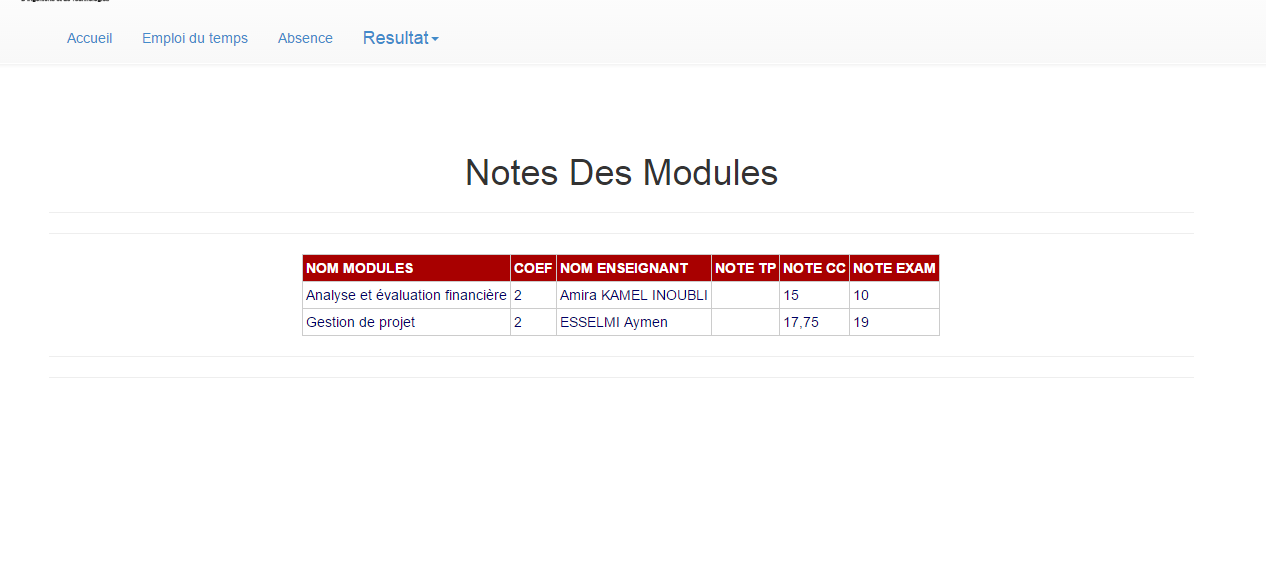 Accueil Emploi du temps Absence Resultat
Notes Des Modules
NOM MODULES COEF NOM ENSEIGNANT NOTE TP NOTE CC NOTE EXAM
Analyse et évaluation financière 2 Amira KAMEL INOUBLI 15 10
Gestion de projet 2 ESSELMI Aymen 17,75 19